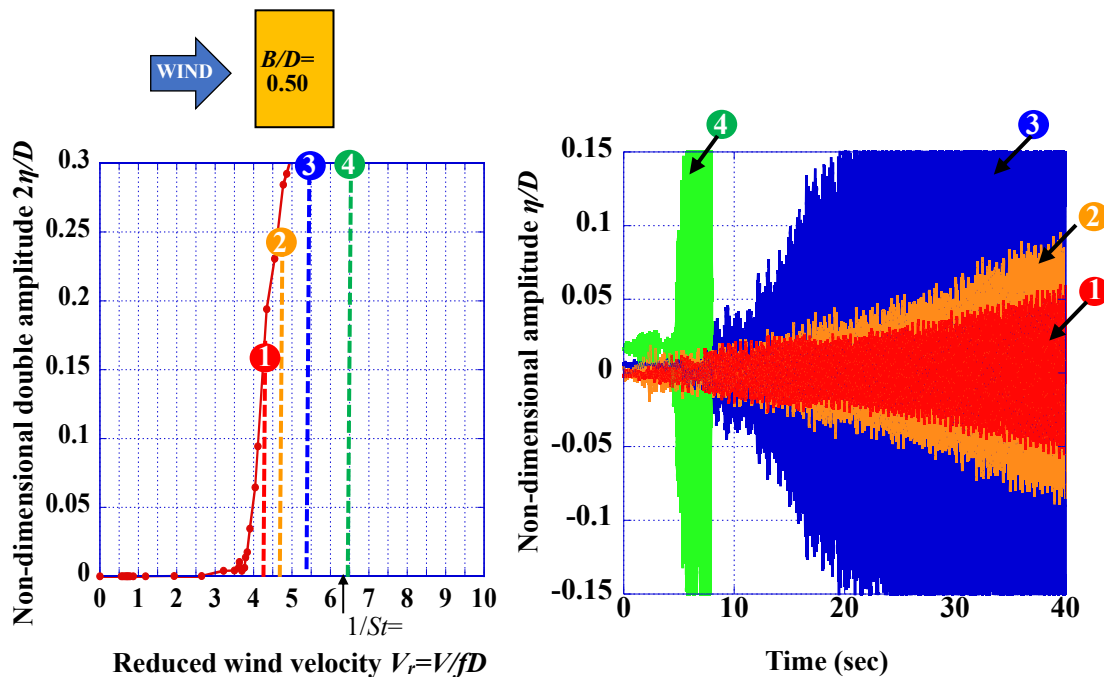 WIND
B/D=
0.50
Non-dimensional double amplitude 2η/D
0.3
0.25
0.2
0.15
0.1
0.05
0
1
2
3
4
0 1 2 3 4 5 6 7 8 9 10
1/St=
Reduced wind velocity Vr=V/fD
Non-dimensional amplitude η/D
0.15
0.1
0.05
0
-0.05
-0.1
-0.15
4
3
2
1
0 10 20 30 40
Time (sec)